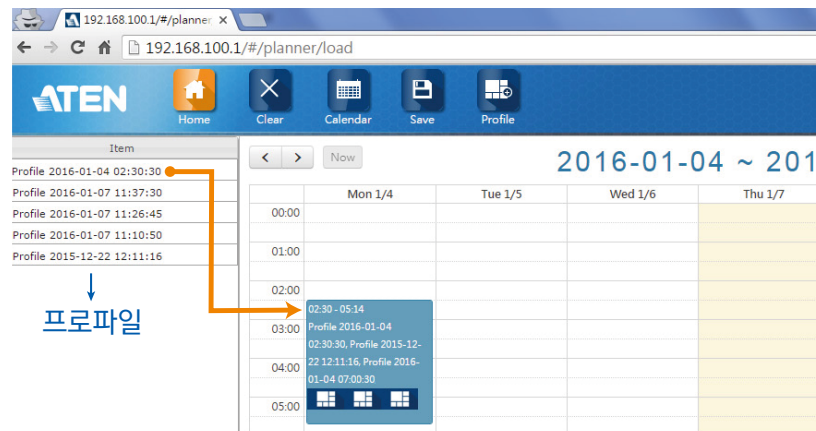 192.168.100.1/#/planner
192.168.100.1/#/planner/load
ATEN
Home
Clear
Calendar
Save
Profile
Item
Profile 2016-01-04 02:30:30
Profile 2016-01-07 11:37:30
Profile 2016-01-07 11:26:45
Profile 2016-01-07 11:10:50
Profile 2015-12-22 12:11:16
프로파일
Now
2016-01-04 ~ 201
Mon 1/4
Tue 1/5
Wed 1/6
Thu 1/7
00:00
01:00
02:00
03:00
04:00
05:00
02:30 - 05:14
Profile 2016-01-04
02:30:30, Profile 2015-12-
22 12:11:16, Profile 2016-
01-04 07:00:30